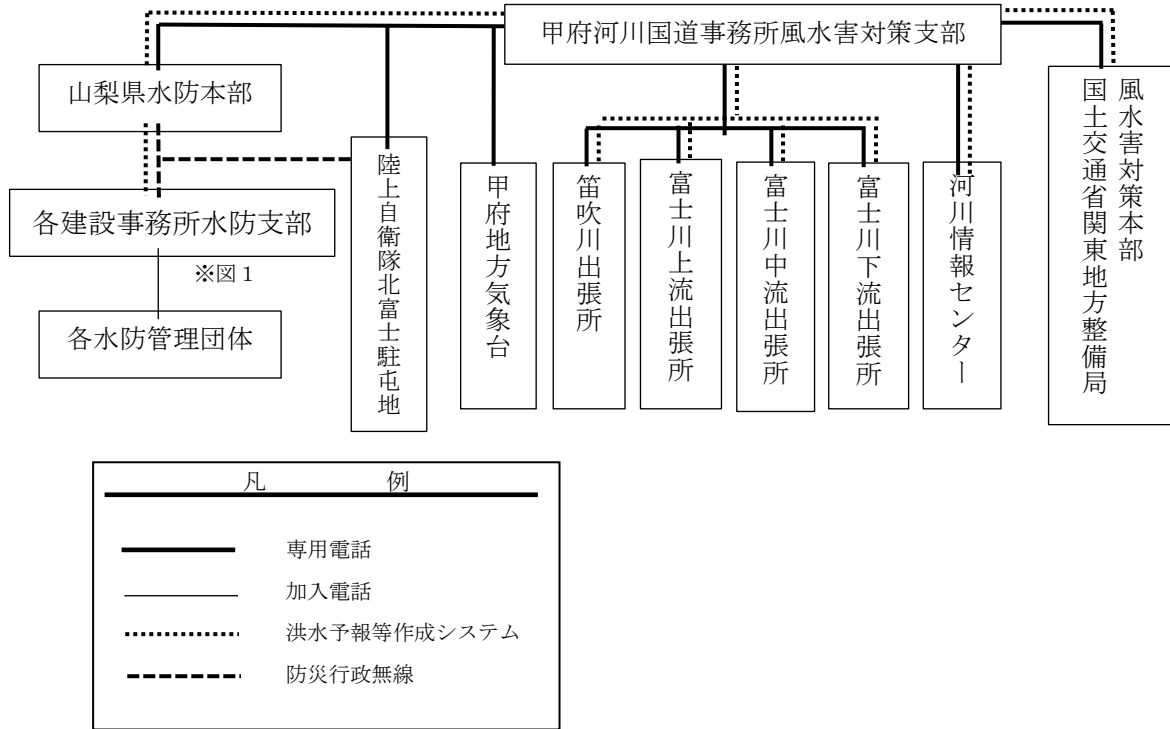 甲府河川国道事務所風水害対策支部
山梨県水防本部
各建設事務所水防支部
※図１
各水防管理団体
陸上自衛隊北富士駐屯地
甲府地方気象台
笛吹川出張所
富士川上流出張所
富士川中流出張所
富士川下流出張所
河川情報センター
風水害対策本部
国土交通省関東地方整備局
凡　例
専用電話
加入電話
洪水予報等作成システム
防災行政無線